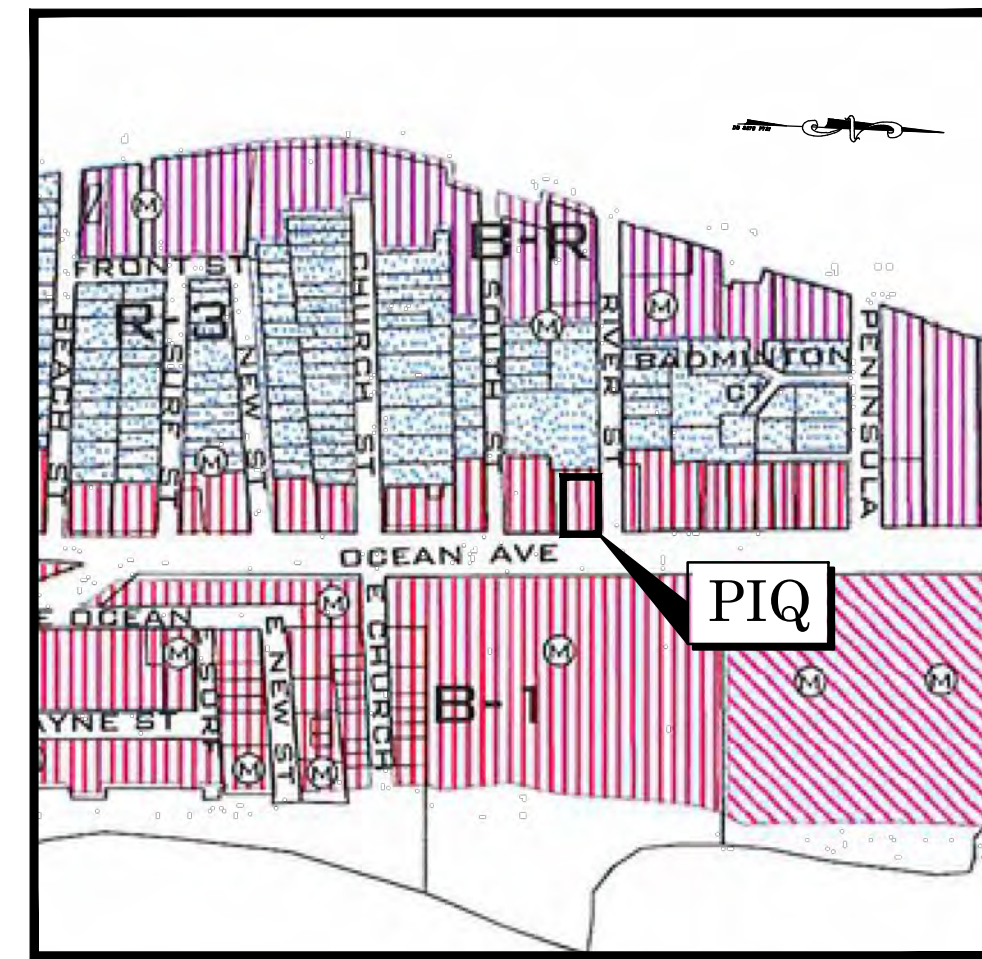 M
B-R
FRONT ST
CHURCH ST
SOUTH ST
RIVER ST
M
M
PENINSULA
R-3
BEACH ST
SURF ST
NEW ST
BADMINTON
CT
M
OCEAN AVE
PIQ
M
OCEAN
E SURF
E NEW ST
E CHURCH
M
M
M
M
B-1
AYNE ST
M
M